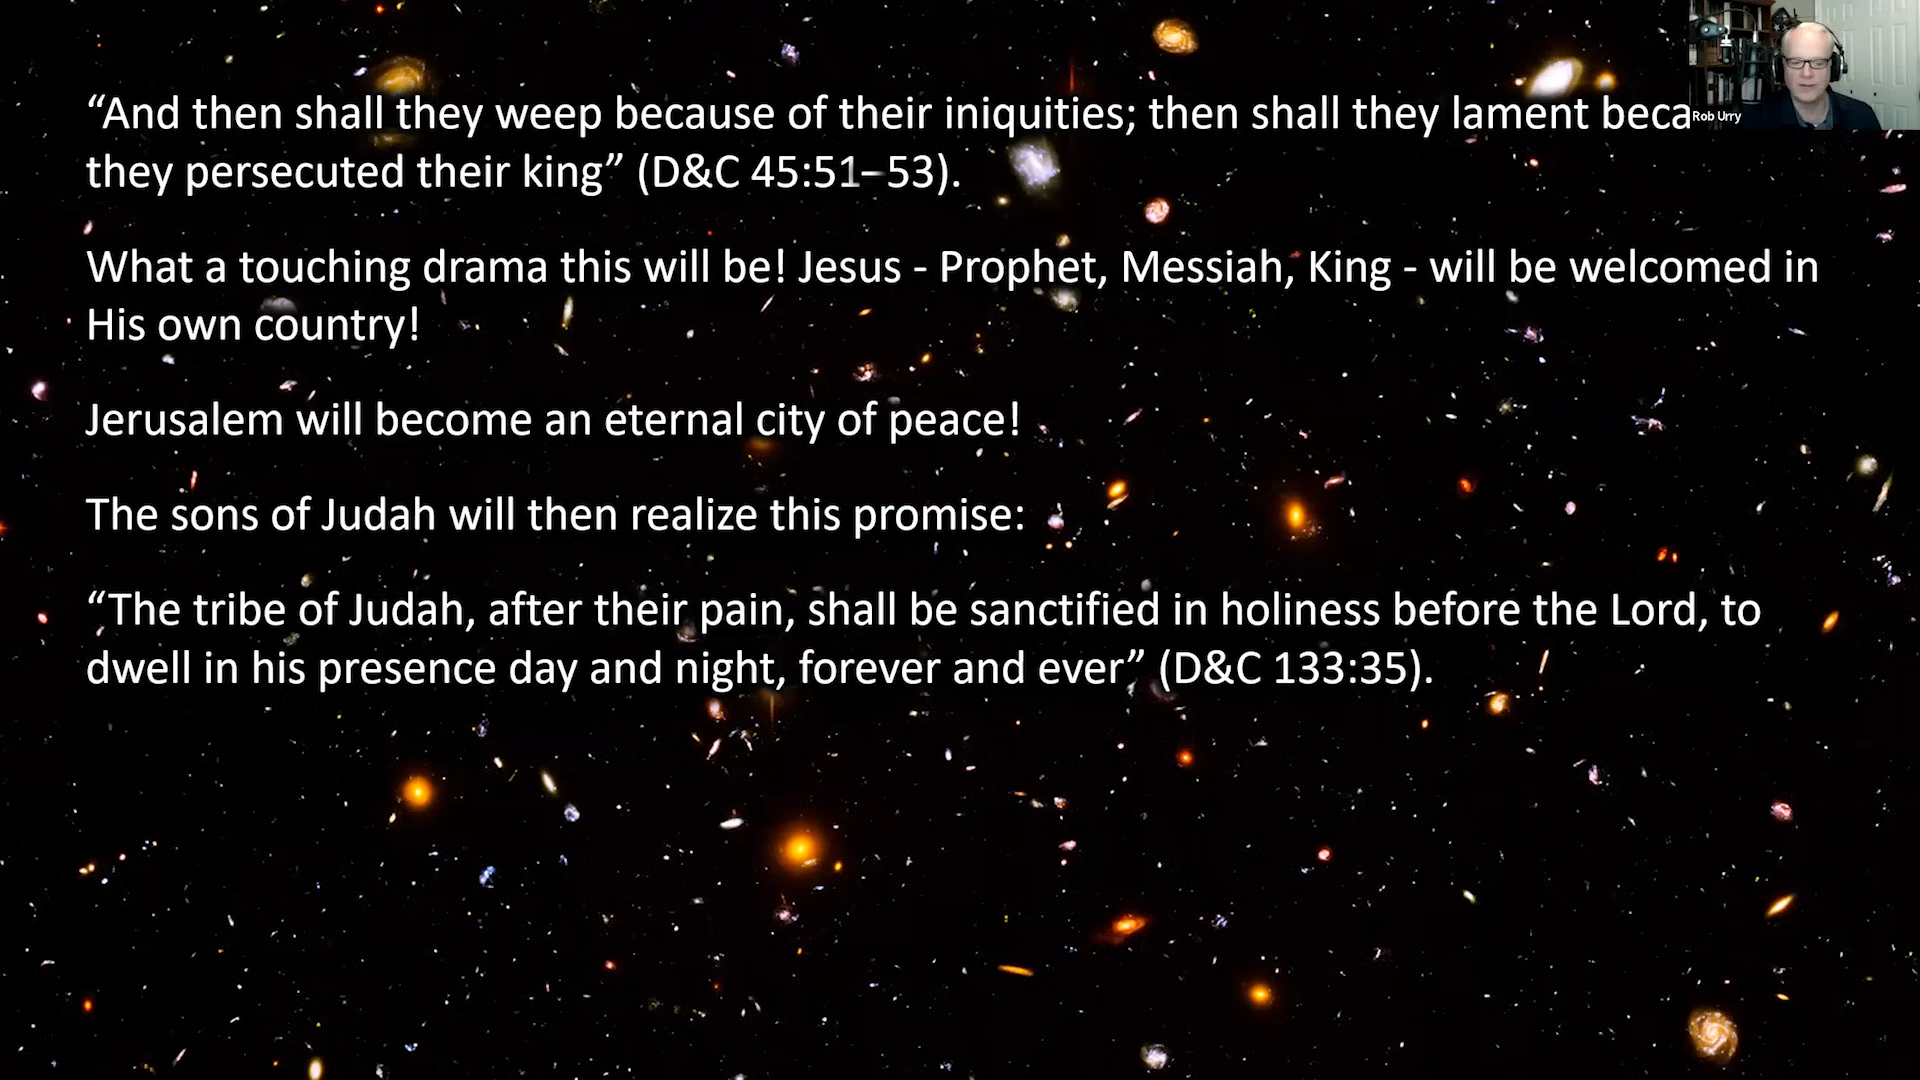 “And then shall they weep because of their iniquities; then shall they lament beca
they persecuted their king” (D&C 45:51–53).
What a touching drama this will be! Jesus - Prophet, Messiah, King - will be welcomed in
His own country!
Jerusalem will become an eternal city of peace!
The sons of Judah will then realize this promise:
“The tribe of Judah, after their pain, shall be sanctified in holiness before the Lord, to
dwell in his presence day and night, forever and ever” (D&C 133:35).
Rob Urry